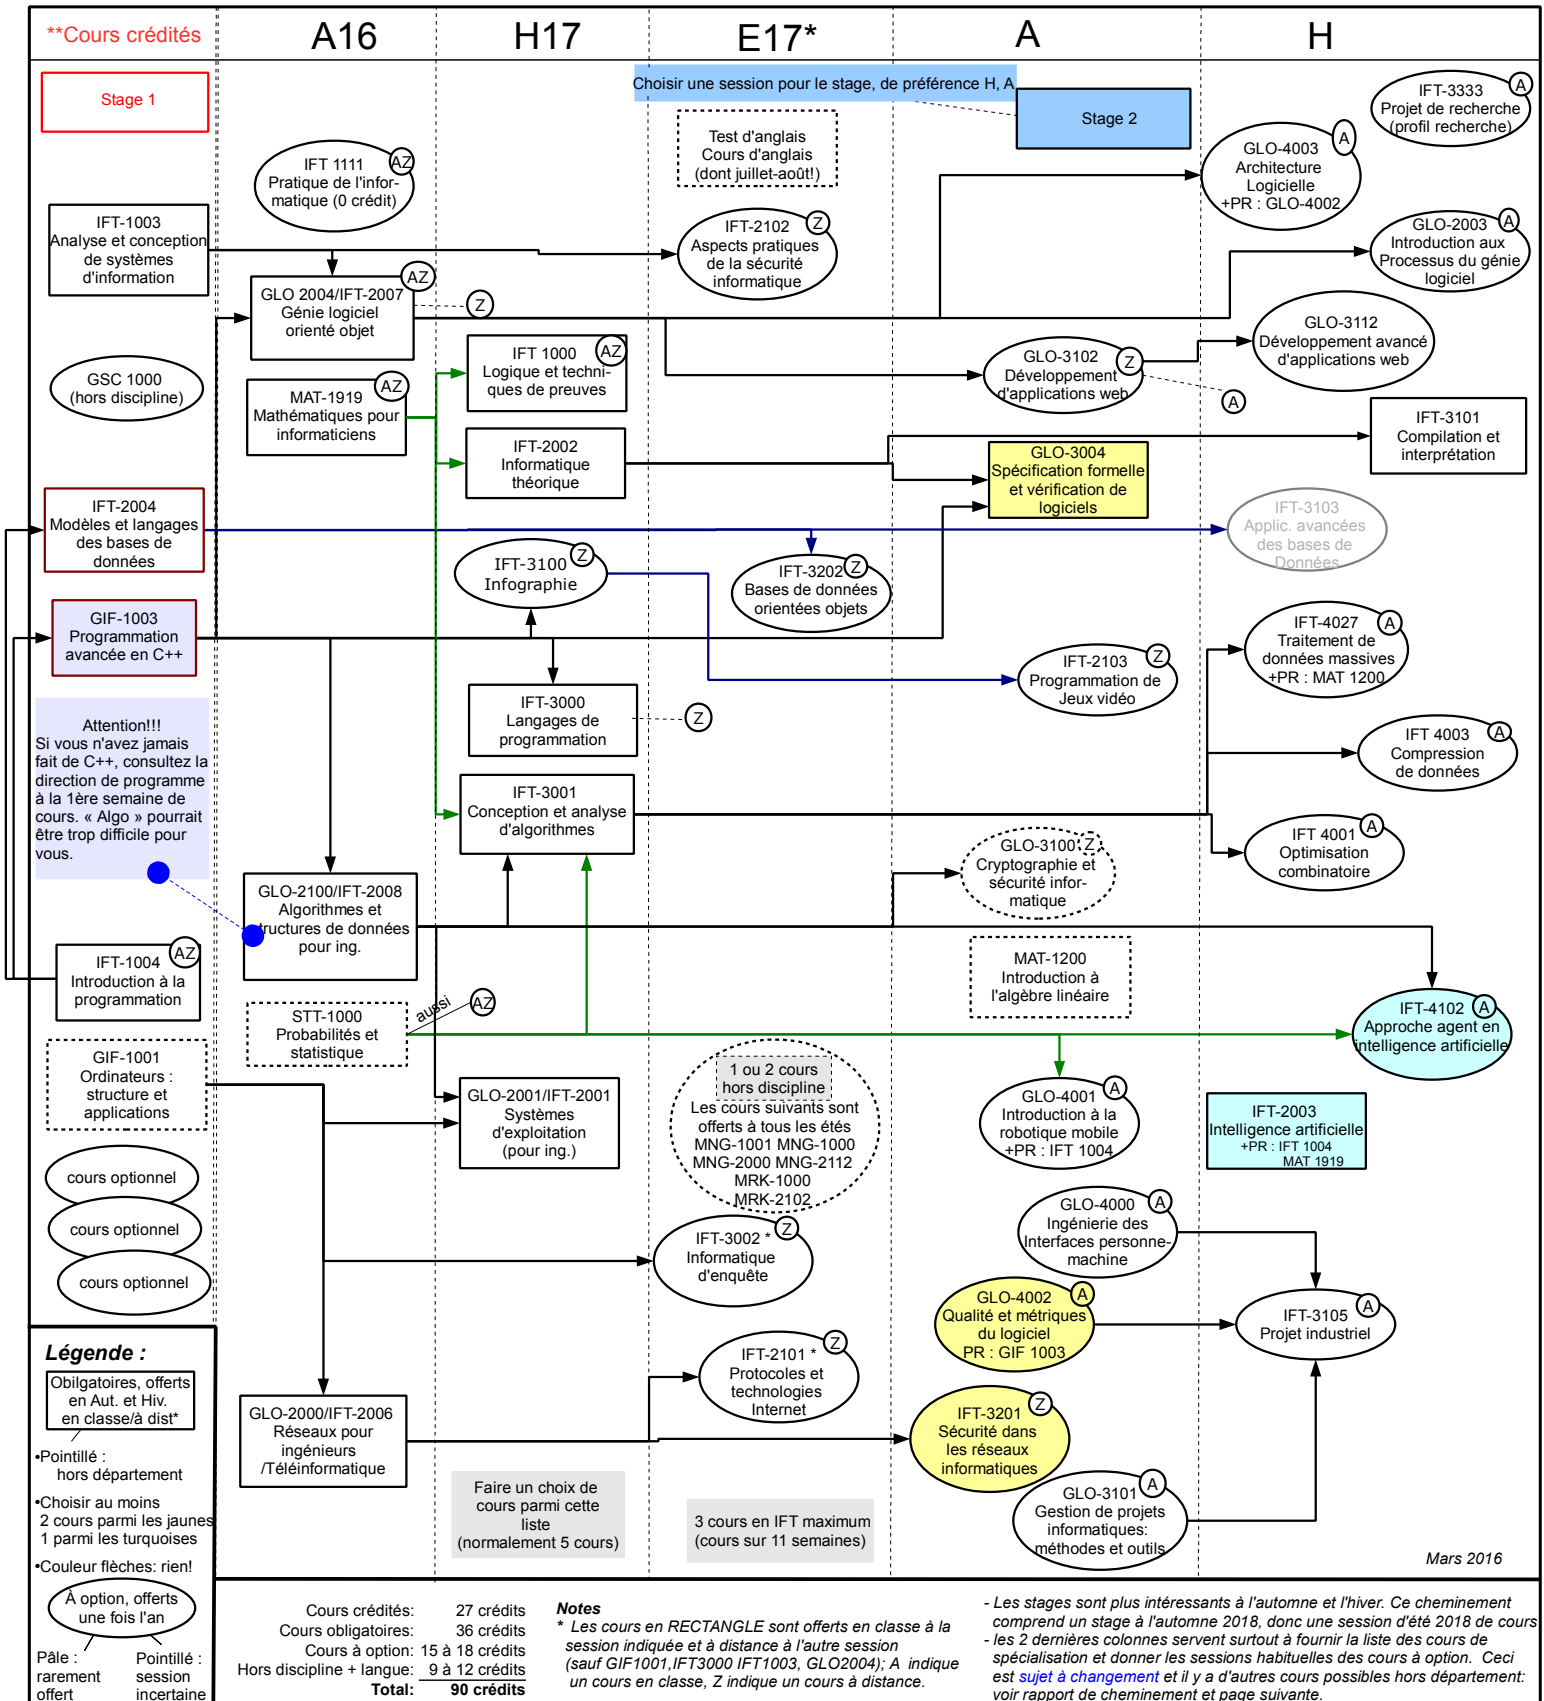 **Cours crédités
A16
H17
E17*
A
H
Stage 1
IFT-1003
Analyse et conception
de systèmes
d'information
GSC 1000
(hors discipline)
IFT-2004
Modèles et langages
des bases de
données
GIF-1003
Programmation
avancée en C++
Attention!!!
Si vous n'avez jamais
fait de C++, consultez la
direction de programme
à la 1ère semaine de
cours. « Algo » pourrait
être trop difficile pour
vous.
IFT-1004
AZ
Introduction à la
programmation
GIF-1001
Ordinateurs :
structure et
applications
cours optionnel
cours optionnel
cours optionnel
IFT 1111
AZ
Pratique de l'infor-
matique (0 crédit)
AZ
GLO 2004/IFT-2007
Génie logiciel
orienté objet
Z
MAT-1919
AZ
Mathématiques pour
informaticiens
GLO-2100/IFT-2008
Algorithmes et
structures de données
pour ing.
STT-1000
Probabilités et
statistique
aussi
AZ
GLO-2000/IFT-2006
Réseaux pour
ingénieurs
/Téléinformatique
IFT 1000
AZ
Logique et techni-
ques de preuves
IFT-2002
Informatique
théorique
IFT-3100
Z
Infographie
IFT-3000
Langages de
programmation
Z
IFT-3001
Conception et analyse
d'algorithmes
GLO-2001/IFT-2001
Systèmes
d'exploitation
(pour ing.)
Faire un choix de
cours parmi cette
liste
(normalement 5 cours)
Choisir une session pour le stage, de préférence H, A
Test d'anglais
Cours d'anglais
(dont juillet-août!)
IFT-2102
Z
Aspects pratiques
de la sécurité
informatique
IFT-3202
Z
Bases de données
orientées objets
1 ou 2 cours
hors discipline
Les cours suivants sont
offerts à tous les étés
MNG-1001 MNG-1000
MNG-2000 MNG-2112
MRK-1000
MRK-2102
IFT-3002 *
Z
Informatique
d'enquête
IFT-2101 *
Z
Protocoles et
technologies
Internet
3 cours en IFT maximum
(cours sur 11 semaines)
Stage 2
GLO-3102
Z
Développement
d'applications web
A
GLO-3004
Spécification formelle
et vérification de
logiciels
IFT-2103
Z
Programmation de
Jeux vidéo
GLO-3100
Z
Cryptographie et
sécurité infor-
matique
MAT-1200
Introduction à
l'algèbre linéaire
GLO-4001
A
Introduction à la
robotique mobile
+PR : IFT 1004
GLO-4000
A
Ingénierie des
Interfaces personne-
machine
GLO-4002
A
Qualité et métriques
du logiciel
PR : GIF 1003
IFT-3201
Z
Sécurité dans
les réseaux
informatiques
GLO-3101
A
Gestion de projets
informatiques:
méthodes et outils
IFT-3333
A
Projet de recherche
(profil recherche)
GLO-4003
A
Architecture
Logicielle
+PR : GLO-4002
GLO-2003
A
Introduction aux
Processus du génie
logiciel
GLO-3112
Développement avancé
d'applications web
IFT-3101
Compilation et
interprétation
IFT-3103
Applic. avancées
des bases de
Données
IFT-4027
A
Traitement de
données massives
+PR : MAT 1200
IFT 4003
A
Compression
de données
IFT 4001
A
Optimisation
combinatoire
IFT-4102
A
Approche agent en
intelligence artificielle
IFT-2003
Intelligence artificielle
+PR : IFT 1004
MAT 1919
IFT-3105
A
Projet industriel
Mars 2016
Légende :
Obilgatoires, offerts
en Aut. et Hiv.
en classe/à dist*
•Pointillé :
hors département
•Choisir au moins
2 cours parmi les jaunes
1 parmi les turquoises
•Couleur flèches: rien!
À option, offerts
une fois l'an
Pâle :
rarement
offert
Pointillé :
session
incertaine
Cours crédités: 27 crédits
Cours obligatoires: 36 crédits
Cours à option: 15 à 18 crédits
Hors discipline + langue: 9 à 12 crédits
Total: 90 crédits
Notes
* Les cours en RECTANGLE sont offerts en classe à la
session indiquée et à distance à l'autre session
(sauf GIF1001,IFT3000 IFT1003, GLO2004); A indique
un cours en classe, Z indique un cours à distance.
- Les stages sont plus intéressants à l'automne et l'hiver. Ce cheminement
comprend un stage à l'automne 2018, donc une session d'été 2018 de cours
- les 2 dernières colonnes servent surtout à fournir la liste des cours de
spécialisation et donner les sessions habituelles des cours à option. Ceci
est sujet à changement et il y a d'autres cours possibles hors département:
voir rapport de cheminement et page suivante.